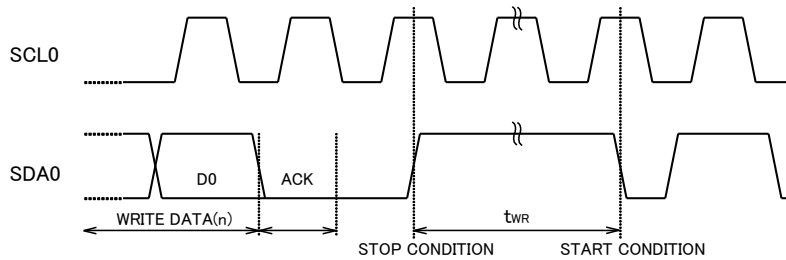 SCL0
SDA0
D0 ACK
WRITE DATA(n) tWR
STOP CONDITION START CONDITION